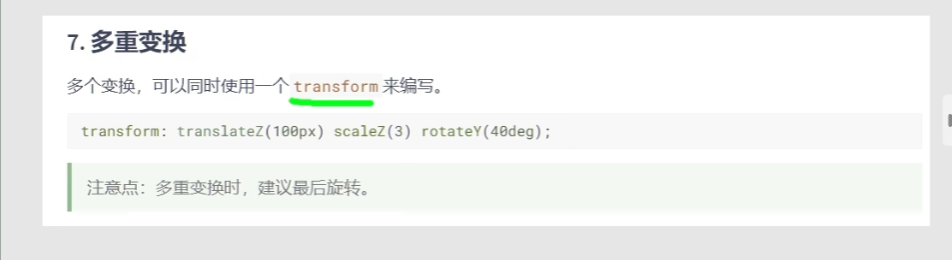 7. 多重变换
多个变换，可以同时使用一个 transform 来编写。
transform: translateZ(100px) scaleZ(3) rotateY(40deg);
注意点：多重变换时，建议最后旋转。